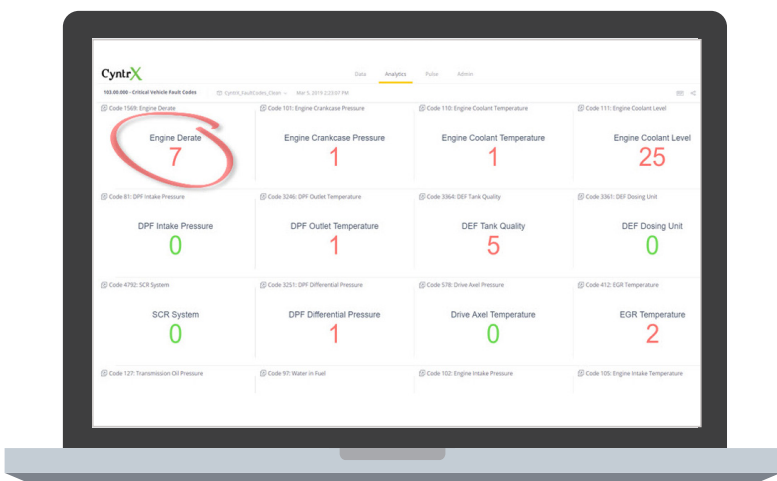 CyntrX
Data Analytics Pulse Admin
103.00.000 - Critical Vehicle Fault Codes CyntrX_FaultCodes_Clean Mar 5, 2019 2:23:07 PM
Code 1569: Engine Derate
Engine Derate
7
Code 101: Engine Crankcase Pressure
Engine Crankcase Pressure
1
Code 110: Engine Coolant Temperature
Engine Coolant Temperature
1
Code 111: Engine Coolant Level
Engine Coolant Level
25
Code 81: DPF Intake Pressure
DPF Intake Pressure
0
Code 3246: DPF Outlet Temperature
DPF Outlet Temperature
1
Code 3364: DEF Tank Quality
DEF Tank Quality
5
Code 3361: DEF Dosing Unit
DEF Dosing Unit
0
Code 4792: SCR System
SCR System
0
Code 3251: DPF Differential Pressure
DPF Differential Pressure
1
Code 578: Drive Axel Pressure
Drive Axel Temperature
0
Code 412: EGR Temperature
EGR Temperature
2
Code 127: Transmission Oil Pressure
Code 97: Water in Fuel
Code 102: Engine Intake Pressure
Code 105: Engine Intake Temperature